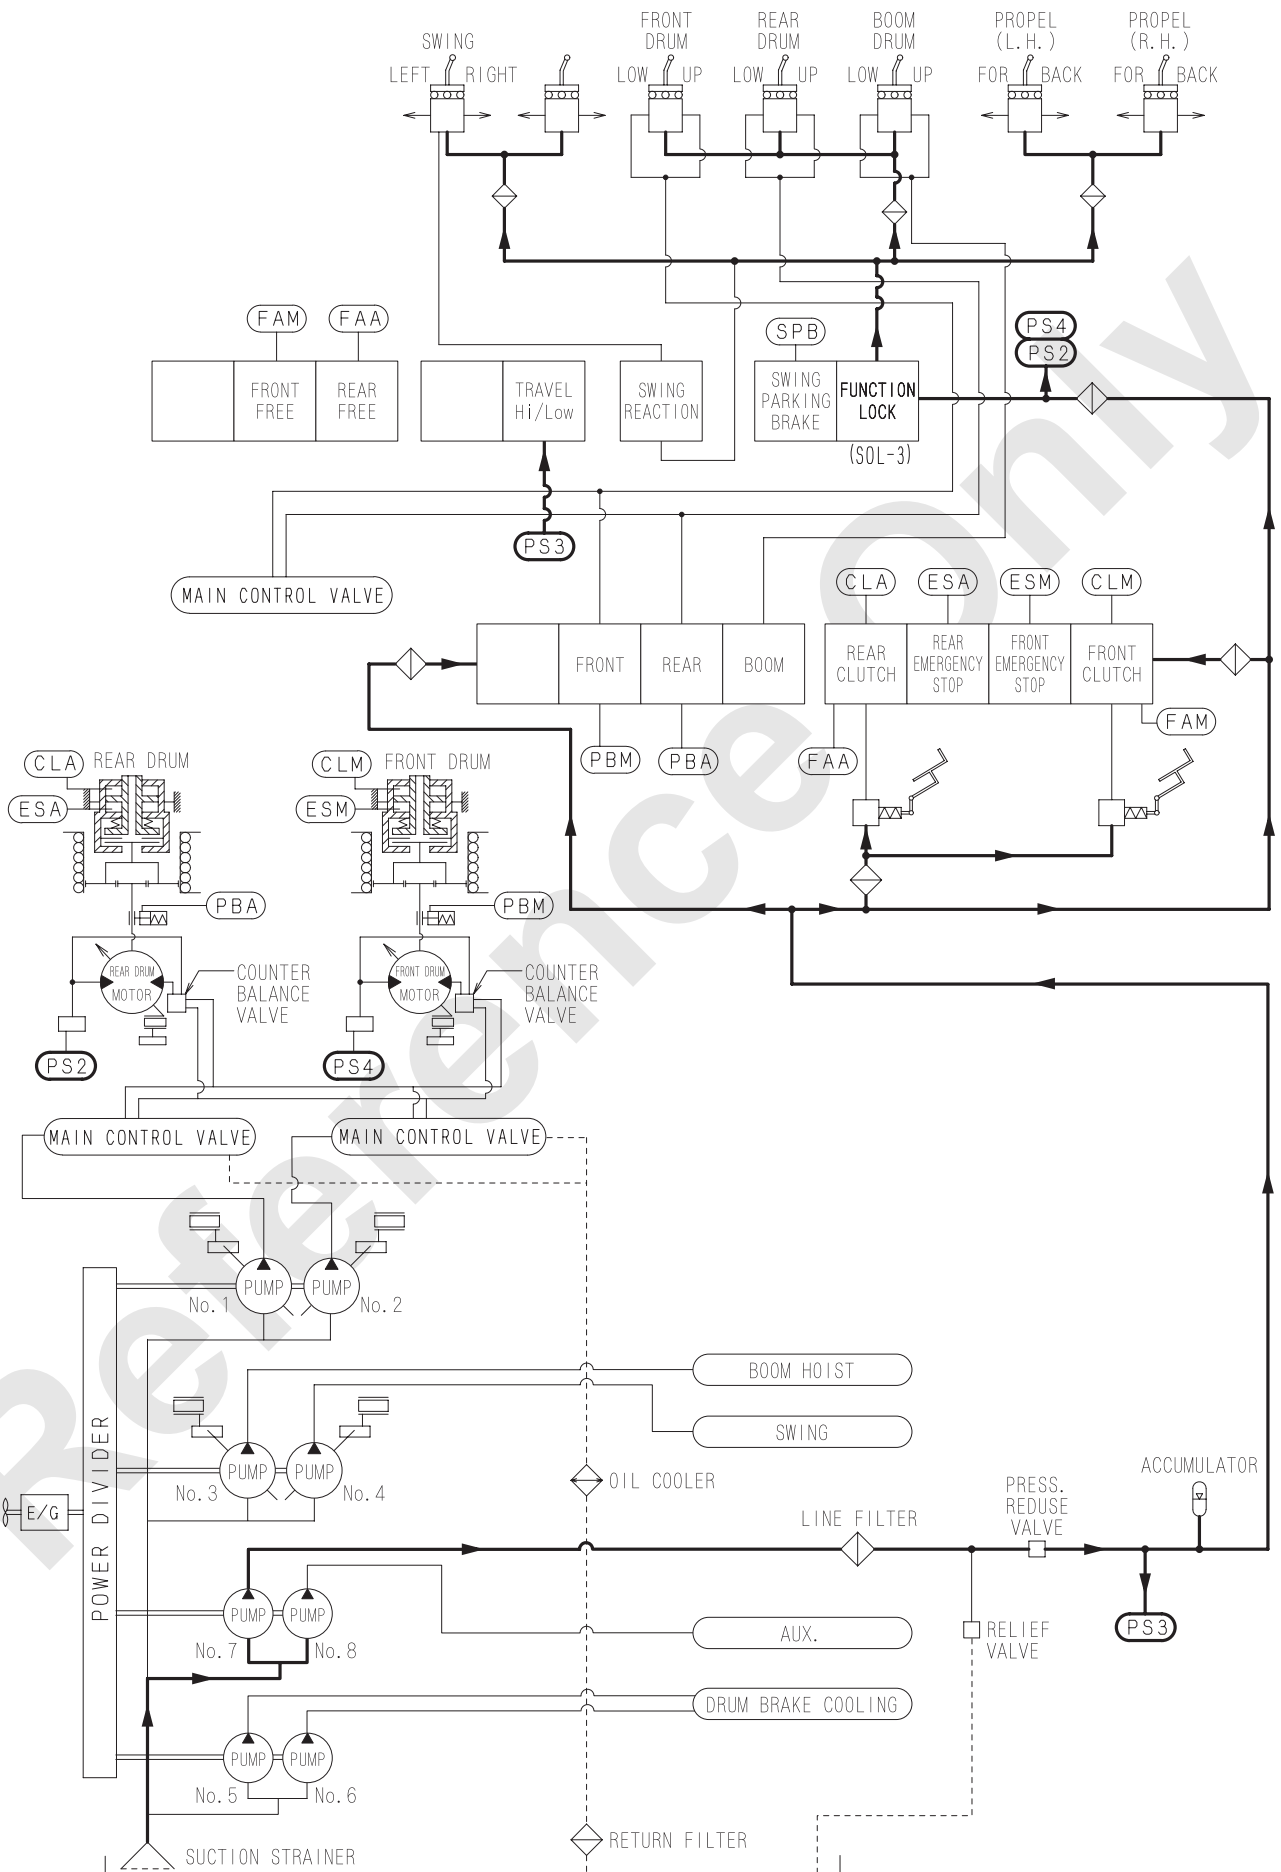 SWING
LEFT RIGHT
FRONT
DRUM
LOW UP
REAR
DRUM
LOW UP
BOOM
DRUM
LOW UP
PROPEL
(L.H.)
FOR BACK
PROPEL
(R.H.)
FOR BACK
FAM
FAA
FRONT
FREE
REAR
FREE
TRAVEL
Hi/Low
SWING
REACTION
SPB
SWING
PARKING
BRAKE
FUNCTION
LOCK
(SOL-3)
PS4
PS2
PS3
MAIN CONTROL VALVE
CLA
ESA
ESM
CLM
FRONT
REAR
BOOM
REAR
CLUTCH
REAR
EMERGENCY
STOP
FRONT
EMERGENCY
STOP
FRONT
CLUTCH
PBM
PBA
FAA
FAM
CLA
REAR DRUM
ESA
CLM
FRONT DRUM
ESM
PBA
PBM
REAR DRUM
MOTOR
COUNTER
BALANCE
VALVE
FRONT DRUM
MOTOR
COUNTER
BALANCE
VALVE
PS2
PS4
MAIN CONTROL VALVE
MAIN CONTROL VALVE
PUMP
PUMP
No.1
No.2
BOOM HOIST
SWING
PUMP
PUMP
No.3
No.4
OIL COOLER
E/G
POWER DIVIDER
LINE FILTER
PRESS.
REDUSE
VALVE
ACCUMULATOR
PUMP
PUMP
No.7
No.8
AUX.
RELIEF
VALVE
PS3
DRUM BRAKE COOLING
PUMP
PUMP
No.5
No.6
RETURN FILTER
SUCTION STRAINER
Reference Only